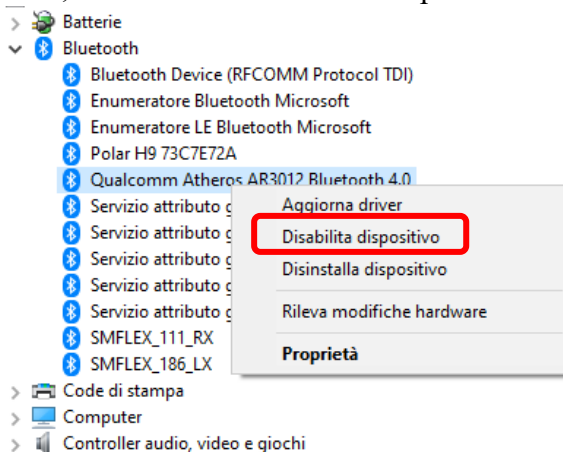 Batterie
Bluetooth
Bluetooth Device (RFCOMM Protocol TDI)
Enumeratore Bluetooth Microsoft
Enumeratore LE Bluetooth Microsoft
Polar H9 73C7E72A
Qualcomm Atheros AR3012 Bluetooth 4.0
Servizio attributo
Servizio attributo
Servizio attributo
Servizio attributo
Servizio attributo
SMFLEX_111_RX
SMFLEX_186_LX
Aggiorna driver
Disabilita dispositivo
Disinstalla dispositivo
Rileva modifiche hardware
Proprietà
Code di stampa
Computer
Controller audio, video e giochi